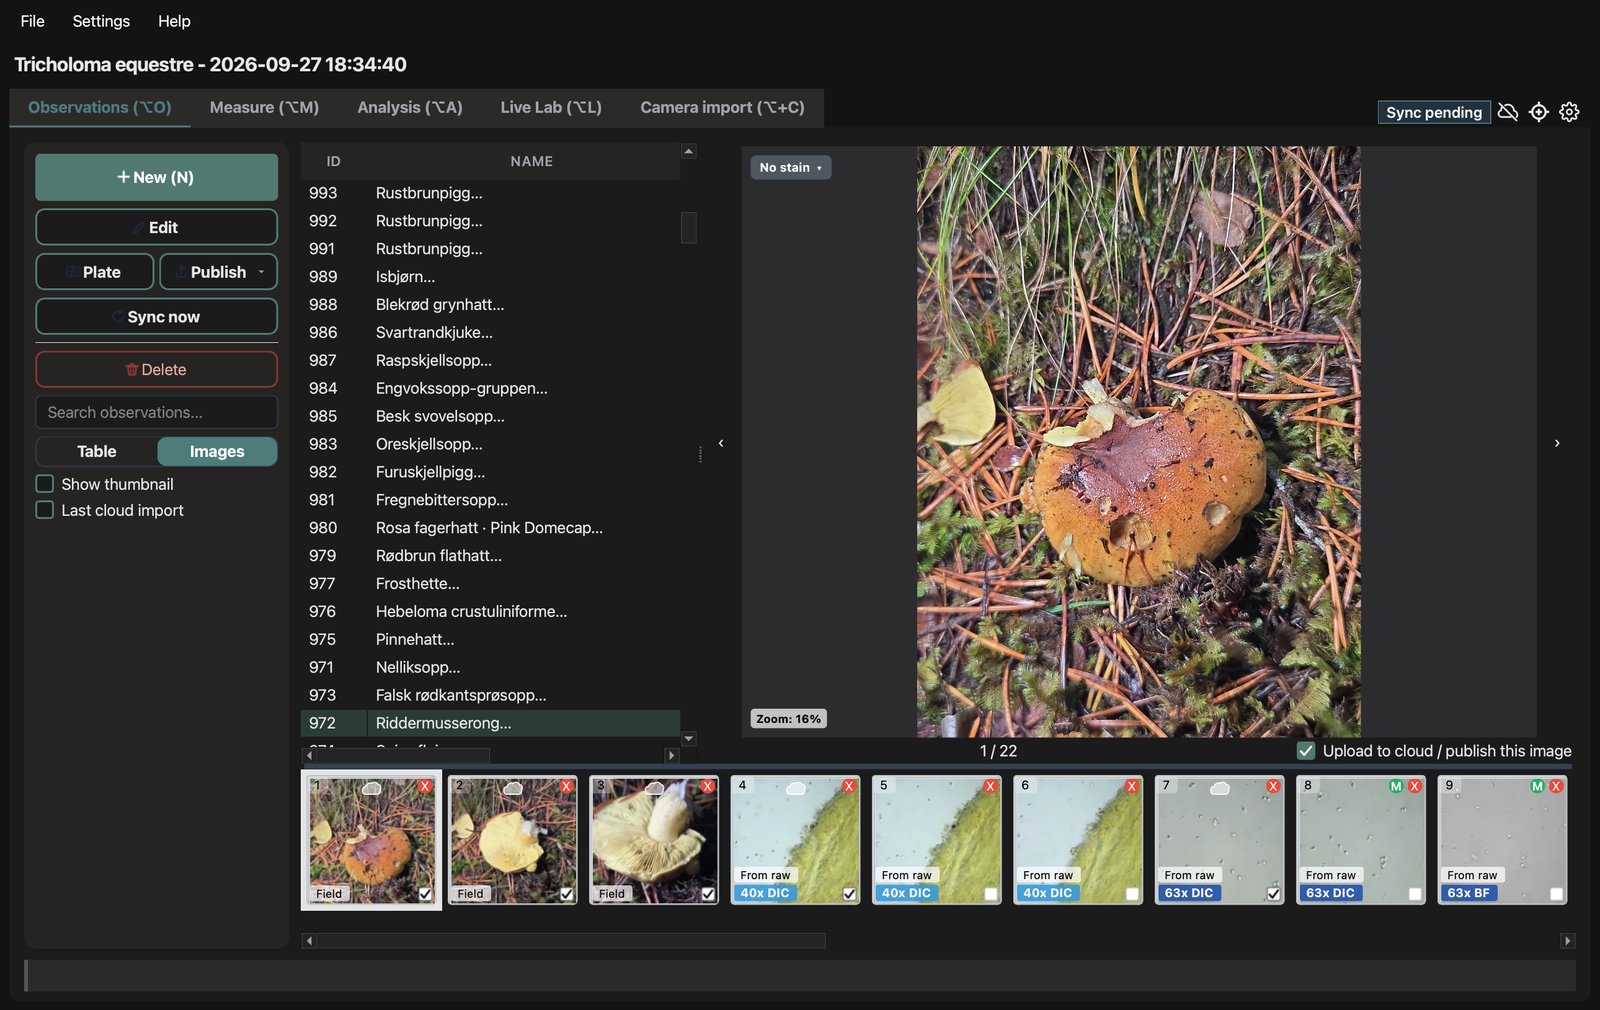 File Settings Help
Tricholoma equestre - 2026-09-27 18:34:40
Observations (⌥O) Measure (⌥M) Analysis (⌥A) Live Lab (⌥L) Camera import (⌥+C)
Sync pending
+ New (N)
Edit
Plate Publish
Sync now
Delete
Search observations...
Table Images
Show thumbnail
Last cloud import
ID NAME
993 Rustbrunpigg...
992 Rustbrunpigg...
991 Rustbrunpigg...
989 Isbjørn...
988 Blekrød grynhatt...
986 Svartrandkjuke...
987 Raspskjellsopp...
984 Engvokssopp-gruppen...
985 Besk svovelsopp...
983 Oreskjellsopp...
982 Furuskjellpigg...
981 Fregnebittersopp...
980 Rosa fagerhatt · Pink Domecap...
979 Rødbrun flathatt...
977 Frosthette...
976 Hebeloma crustuliniforme...
975 Pinnehatt...
971 Nelliksopp...
973 Falsk rødkantsprøsopp...
972 Riddermusserong...
No stain
Zoom: 16%
1 / 22
Upload to cloud / publish this image
1 X
Field
2 X
Field
3 X
Field
4 X
From raw
40x DIC
5 X
From raw
40x DIC
6 X
From raw
40x DIC
7 X
From raw
63x DIC
8 M X
From raw
63x DIC
9 M X
From raw
63x BF